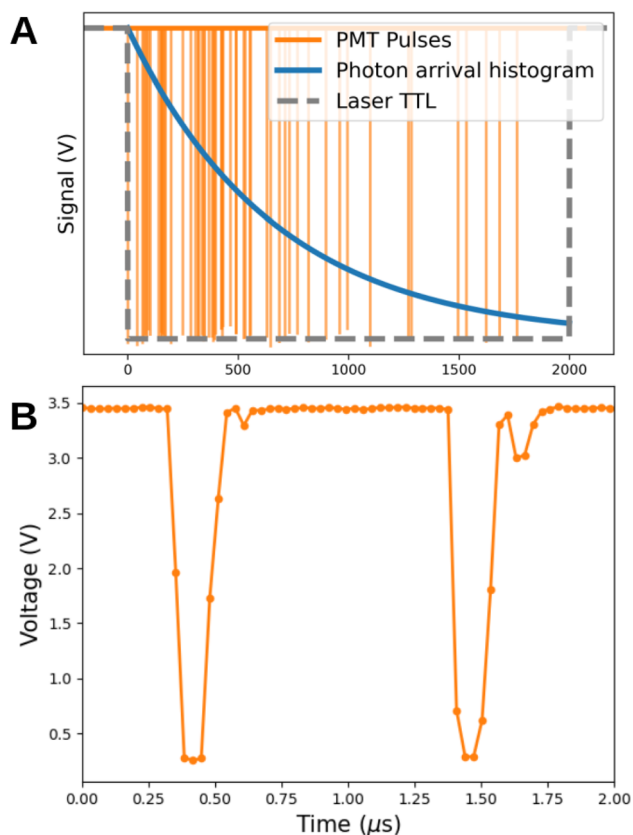 A
PMT Pulses
Photon arrival histogram
Laser TTL
Signal (V)
0 500 1000 1500 2000
B
3.5
3.0
2.5
2.0
1.5
1.0
0.5
Voltage (V)
0.00 0.25 0.50 0.75 1.00 1.25 1.50 1.75 2.00
Time (μs)